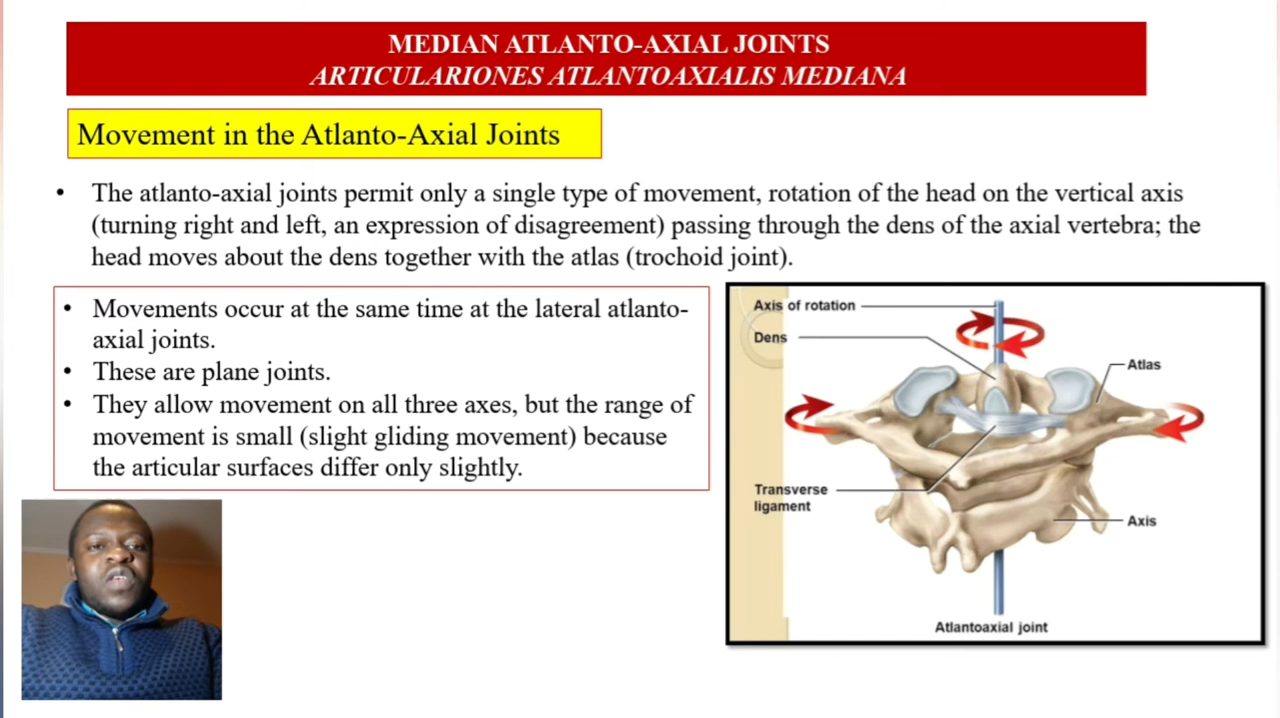 MEDIAN ATLANTO-AXIAL JOINTS
ARTICULARIONES ATLANTOAXIALIS MEDIANA
Movement in the Atlanto-Axial Joints
• The atlanto-axial joints permit only a single type of movement, rotation of the head on the vertical axis
(turning right and left, an expression of disagreement) passing through the dens of the axial vertebra; the
head moves about the dens together with the atlas (trochoid joint).
• Movements occur at the same time at the lateral atlanto-
axial joints.
• These are plane joints.
• They allow movement on all three axes, but the range of
movement is small (slight gliding movement) because
the articular surfaces differ only slightly.
Axis of rotation
Dens
Atlas
Transverse
ligament
Axis
Atlantoaxial joint